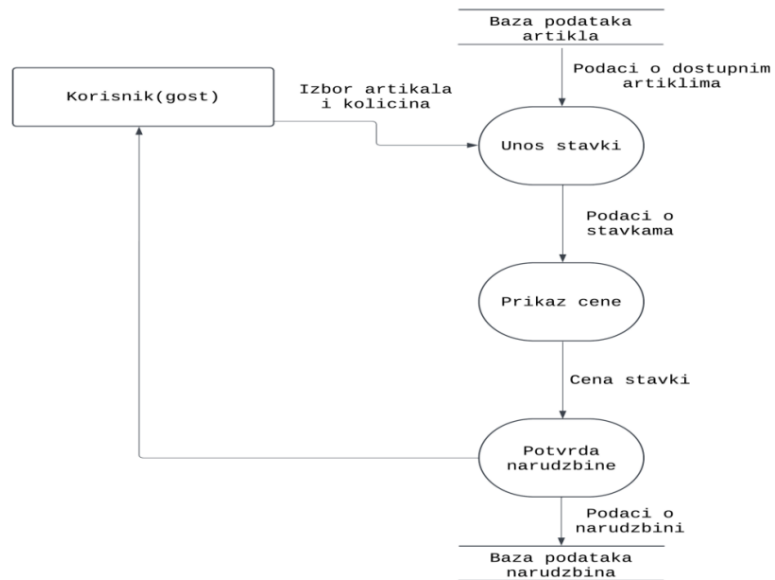 Baza podataka
artikla
Podaci o dostupnim
artiklima
Korisnik(gost)
Izbor artikala
i kolicina
Unos stavki
Podaci o
stavkama
Prikaz cene
Cena stavki
Potvrda
narudzbine
Podaci o
narudzbini
Baza podataka
narudzbina